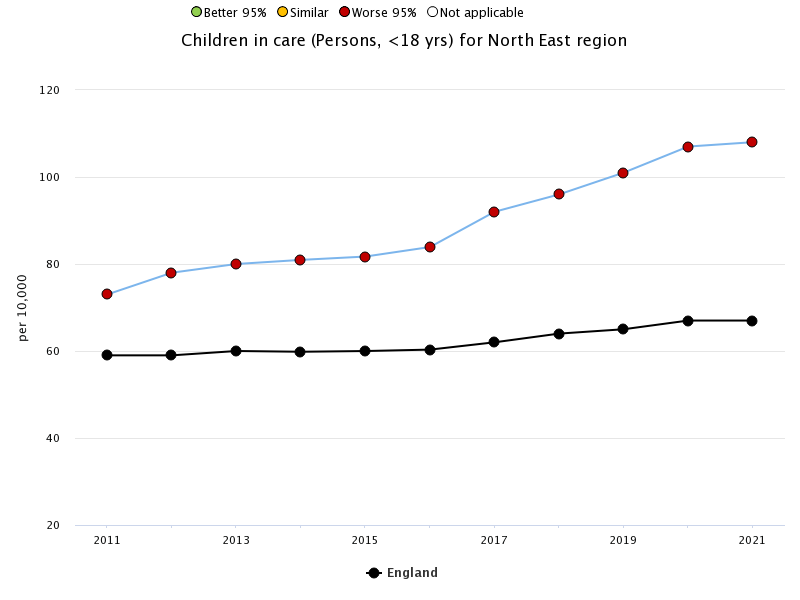 Better 95% Similar Worse 95% Not applicable
Children in care (Persons, <18 yrs) for North East region
120
100
80
60
40
20
per 10,000
2011 2013 2015 2017 2019 2021
England